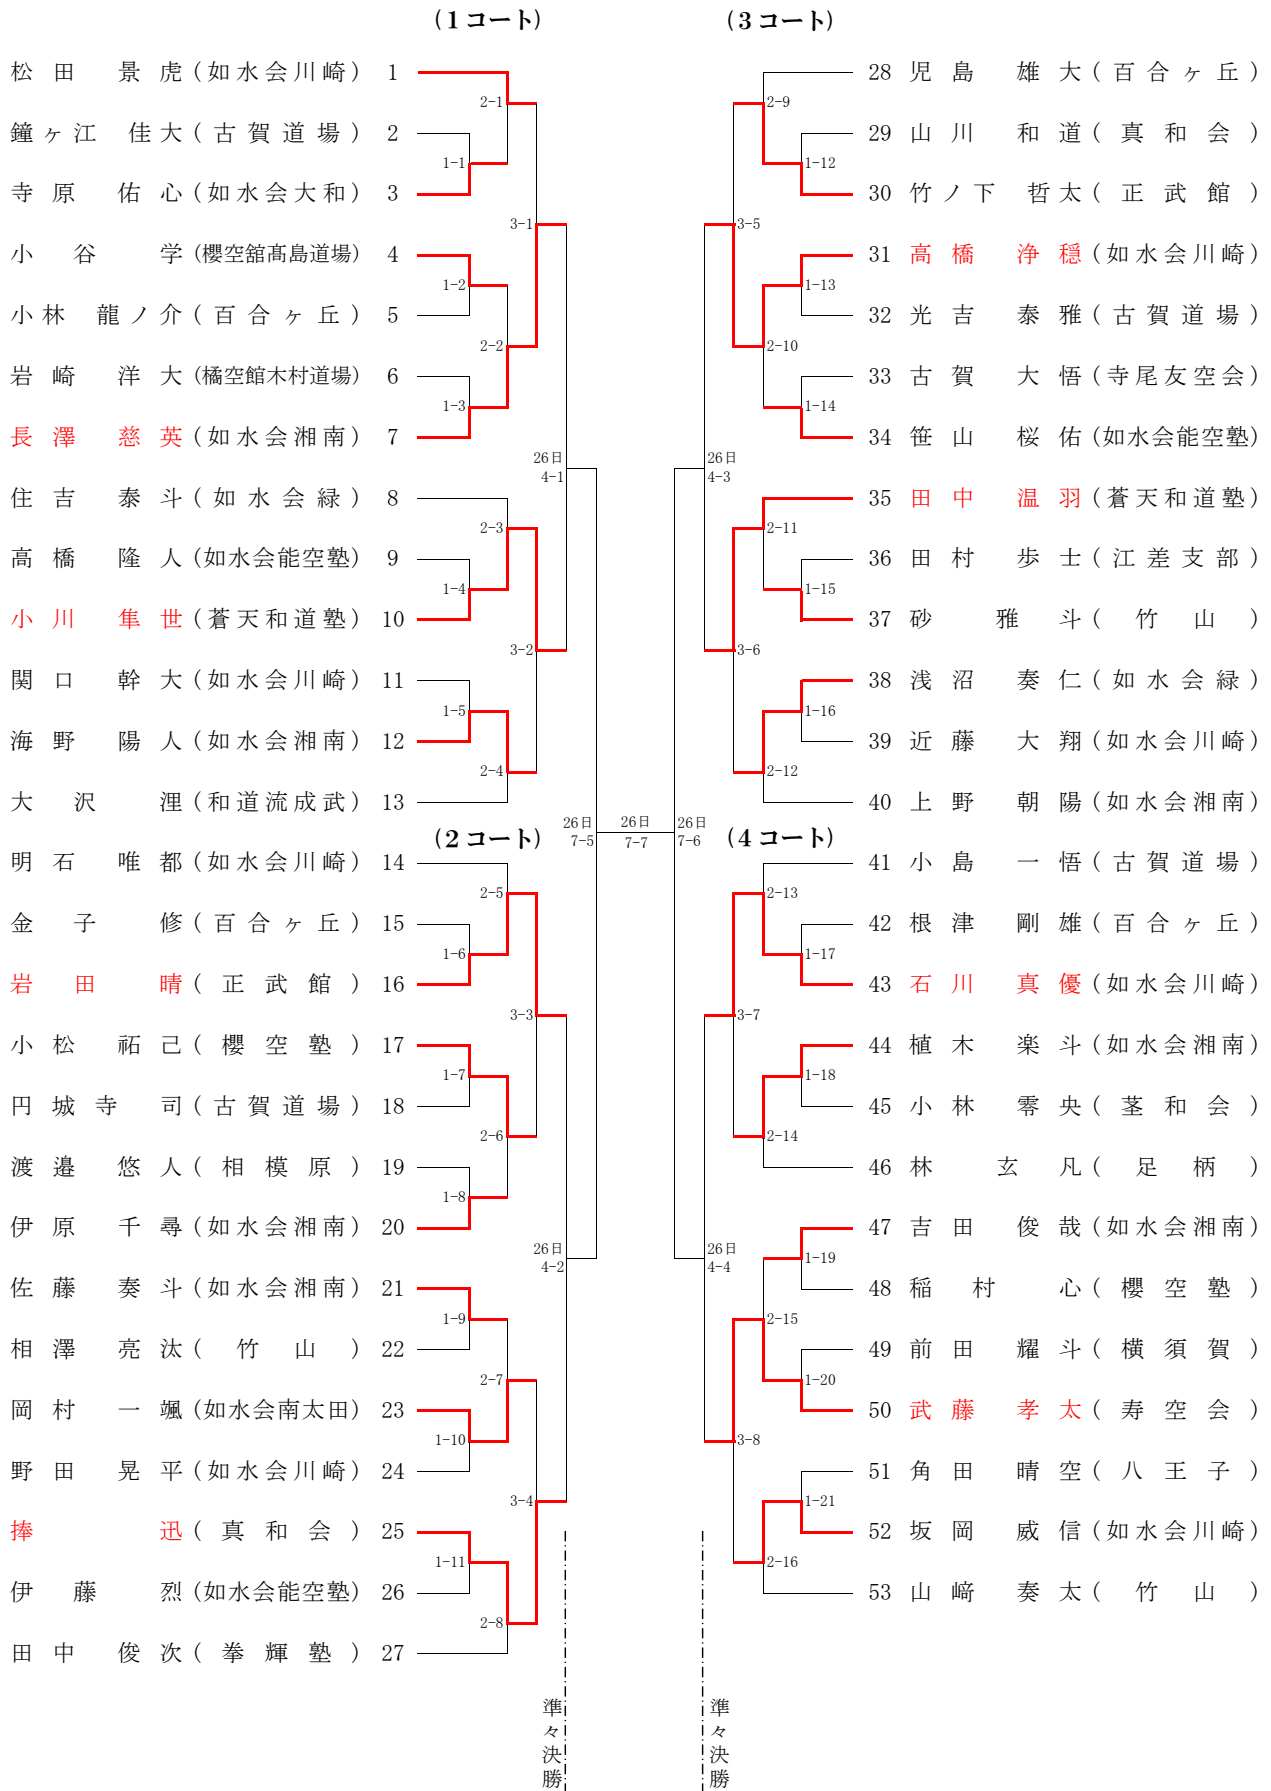 (1コート)
松田 景虎(如水会川崎) 1
2-1
鐘ヶ江 佳大(古賀道場) 2
1-1
寺原 佑心(如水会大和) 3
3-1
小谷 学(櫻空舘髙島道場) 4
1-2
小林 龍ノ介(百合ヶ丘) 5
2-2
岩崎 洋大(橘空館木村道場) 6
1-3
長澤 慈英(如水会湘南) 7
26日
4-1
住吉 泰斗(如水会緑) 8
2-3
高橋 隆人(如水会能空塾) 9
1-4
小川 隼世(蒼天和道塾) 10
3-2
関口 幹大(如水会川崎) 11
1-5
海野 陽人(如水会湘南) 12
2-4
大沢 浬(和道流成武) 13
26日
7-5
(2コート)
明石 唯都(如水会川崎) 14
2-5
金子 修(百合ヶ丘) 15
1-6
岩田 晴(正武館) 16
3-3
小松 祏己(櫻空塾) 17
1-7
円城寺 司(古賀道場) 18
2-6
渡邉 悠人(相模原) 19
1-8
伊原 千尋(如水会湘南) 20
26日
4-2
佐藤 奏斗(如水会湘南) 21
1-9
相澤 亮汰(竹山) 22
2-7
岡村 一颯(如水会南太田) 23
1-10
野田 晃平(如水会川崎) 24
3-4
捧 迅(真和会) 25
1-11
伊藤 烈(如水会能空塾) 26
2-8
田中 俊次(拳輝塾) 27
準々決勝
26日
7-7
(3コート)
28 児島 雄大(百合ヶ丘)
2-9
29 山川 和道(真和会)
1-12
30 竹ノ下 哲太(正武館)
3-5
31 高橋 浄穏(如水会川崎)
1-13
32 光吉 泰雅(古賀道場)
2-10
33 古賀 大悟(寺尾友空会)
1-14
34 笹山 桜佑(如水会能空塾)
26日
4-3
35 田中 温羽(蒼天和道塾)
2-11
36 田村 歩士(江差支部)
1-15
37 砂 雅斗(竹山)
3-6
38 浅沼 奏仁(如水会緑)
1-16
39 近藤 大翔(如水会川崎)
2-12
40 上野 朝陽(如水会湘南)
26日
7-6
(4コート)
41 小島 一悟(古賀道場)
2-13
42 根津 剛雄(百合ヶ丘)
1-17
43 石川 真優(如水会川崎)
3-7
44 植木 楽斗(如水会湘南)
1-18
45 小林 零央(茎和会)
2-14
46 林 玄凡(足柄)
47 吉田 俊哉(如水会湘南)
26日
4-4
1-19
48 稲村 心(櫻空塾)
2-15
49 前田 耀斗(横須賀)
1-20
50 武藤 孝太(寿空会)
3-8
51 角田 晴空(八王子)
1-21
52 坂岡 威信(如水会川崎)
2-16
53 山﨑 奏太(竹山)
準々決勝